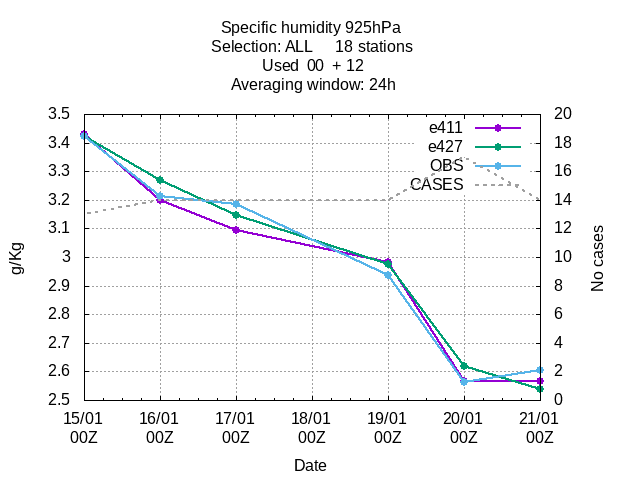 Specific humidity 925hPa
Selection: ALL 18 stations
Used 00 + 12
Averaging window: 24h
3.5
3.4
3.3
3.2
3.1
3
2.9
2.8
2.7
2.6
2.5
g/Kg
e411
e427
OBS
CASES
20
18
16
14
12
10
8
6
4
2
0
No cases
15/01 16/01 17/01 18/01 19/01 20/01 21/01
00Z 00Z 00Z 00Z 00Z 00Z 00Z
Date